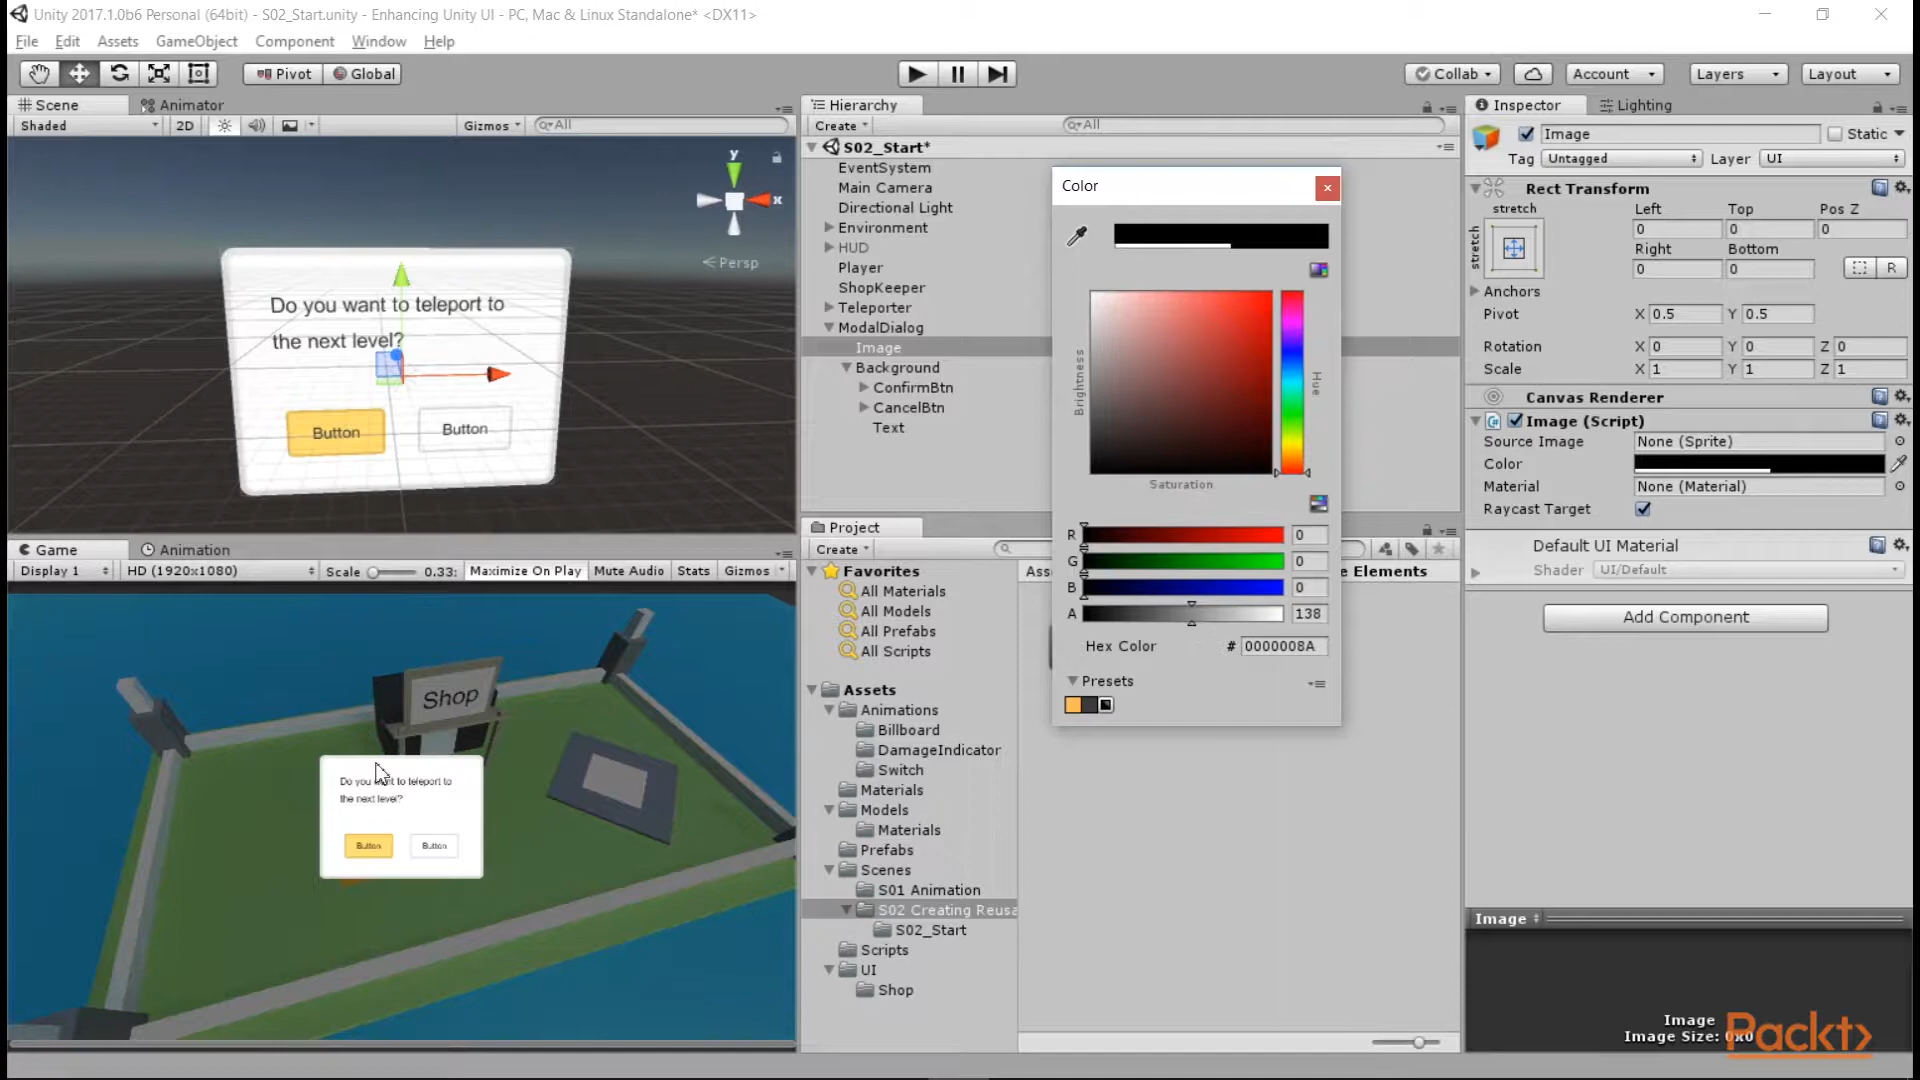 Unity 2017.1.0b6 Personal (64bit) - S02_Start.unity - Enhancing Unity UI - PC, Mac & Linux Standalone* <DX11>
File Edit Assets GameObject Component Window Help
Pivot Global Collab Account Layers Layout
Scene Animator
Shaded 2D Gizmos All
y
x
Persp
Do you want to teleport to
the next level?
Button Button
Game Animation
Display 1 HD (1920x1080) Scale 0.33: Maximize On Play Mute Audio Stats Gizmos
Shop
Do you want to teleport to
the next level?
Button Button
Hierarchy
Create All
S02_Start*
EventSystem
Main Camera
Directional Light
Environment
HUD
Player
ShopKeeper
Teleporter
ModalDialog
Image
Background
ConfirmBtn
CancelBtn
Text
Project
Create
Favorites
All Materials
All Models
All Prefabs
All Scripts
Assets
Animations
Billboard
DamageIndicator
Switch
Materials
Models
Materials
Prefabs
Scenes
S01 Animation
S02 Creating Reusa
S02_Start
Scripts
UI
Shop
Ass
e Elements
Color
Brightness
Hue
Saturation
R 0
G 0
B 0
A 138
Hex Color # 0000008A
Presets
Inspector Lighting
Image Static
Tag Untagged Layer UI
Rect Transform
stretch
stretch
Left Top Pos Z
0 0 0
Right Bottom
0 0 R
Anchors
Pivot X 0.5 Y 0.5
Rotation X 0 Y 0 Z 0
Scale X 1 Y 1 Z 1
Canvas Renderer
Image (Script)
Source Image None (Sprite)
Color
Material None (Material)
Raycast Target
Default UI Material
Shader UI/Default
Add Component
Image
Image
Image Size: 0x0
Packt>